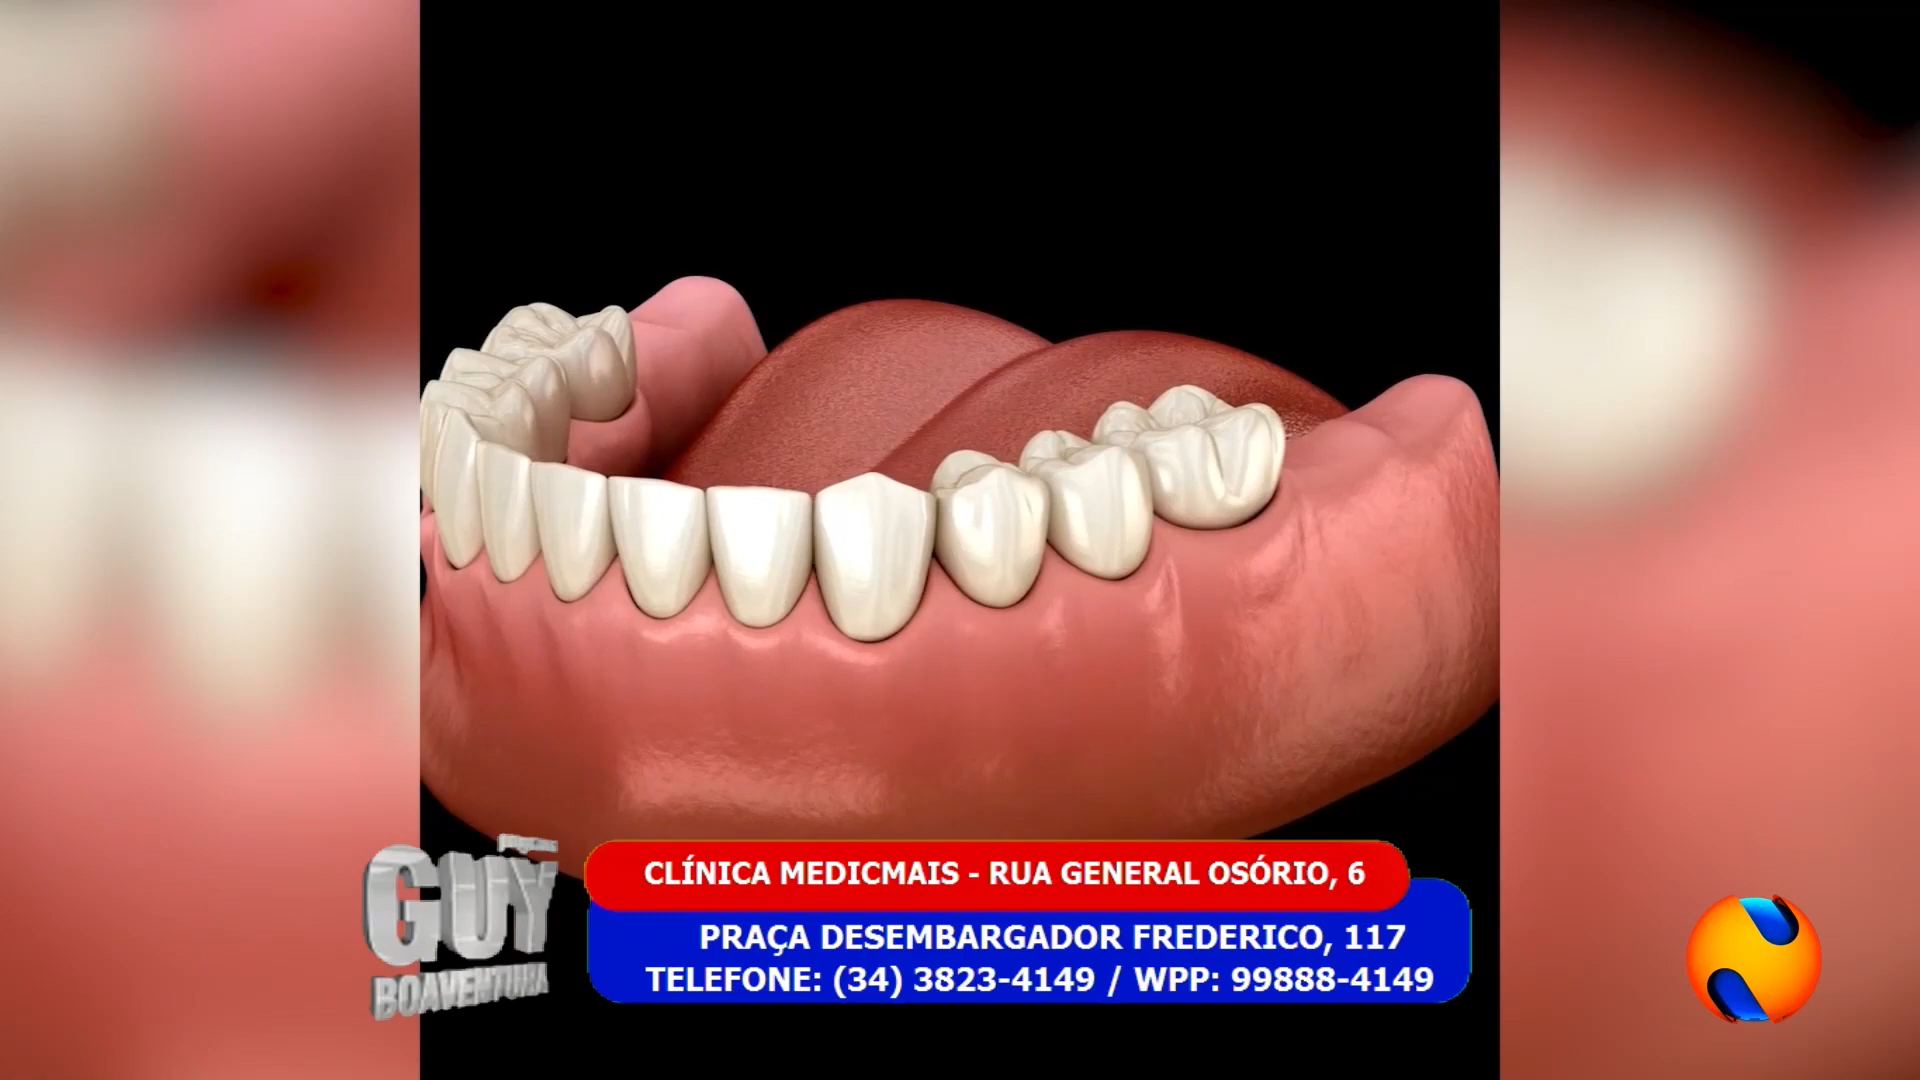 GUY
BOAVENTURA
CLÍNICA MEDICMAIS - RUA GENERAL OSÓRIO, 6
PRAÇA DESEMBARGADOR FREDERICO, 117
TELEFONE: (34) 3823-4149 / WPP: 99888-4149